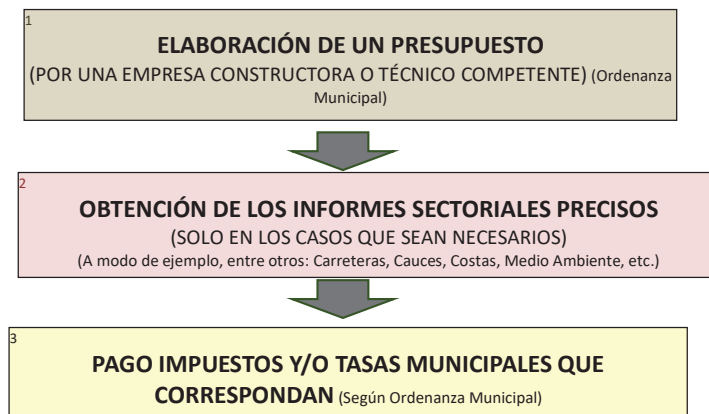 1
ELABORACIÓN DE UN PRESUPUESTO
(POR UNA EMPRESA CONSTRUCTORA O TÉCNICO COMPETENTE) (Ordenanza
Municipal)
2
OBTENCIÓN DE LOS INFORMES SECTORIALES PRECISOS
(SOLO EN LOS CASOS QUE SEAN NECESARIOS)
(A modo de ejemplo, entre otros: Carreteras, Cauces, Costas, Medio Ambiente, etc.)
3
PAGO IMPUESTOS Y/O TASAS MUNICIPALES QUE
CORRESPONDAN (Según Ordenanza Municipal)